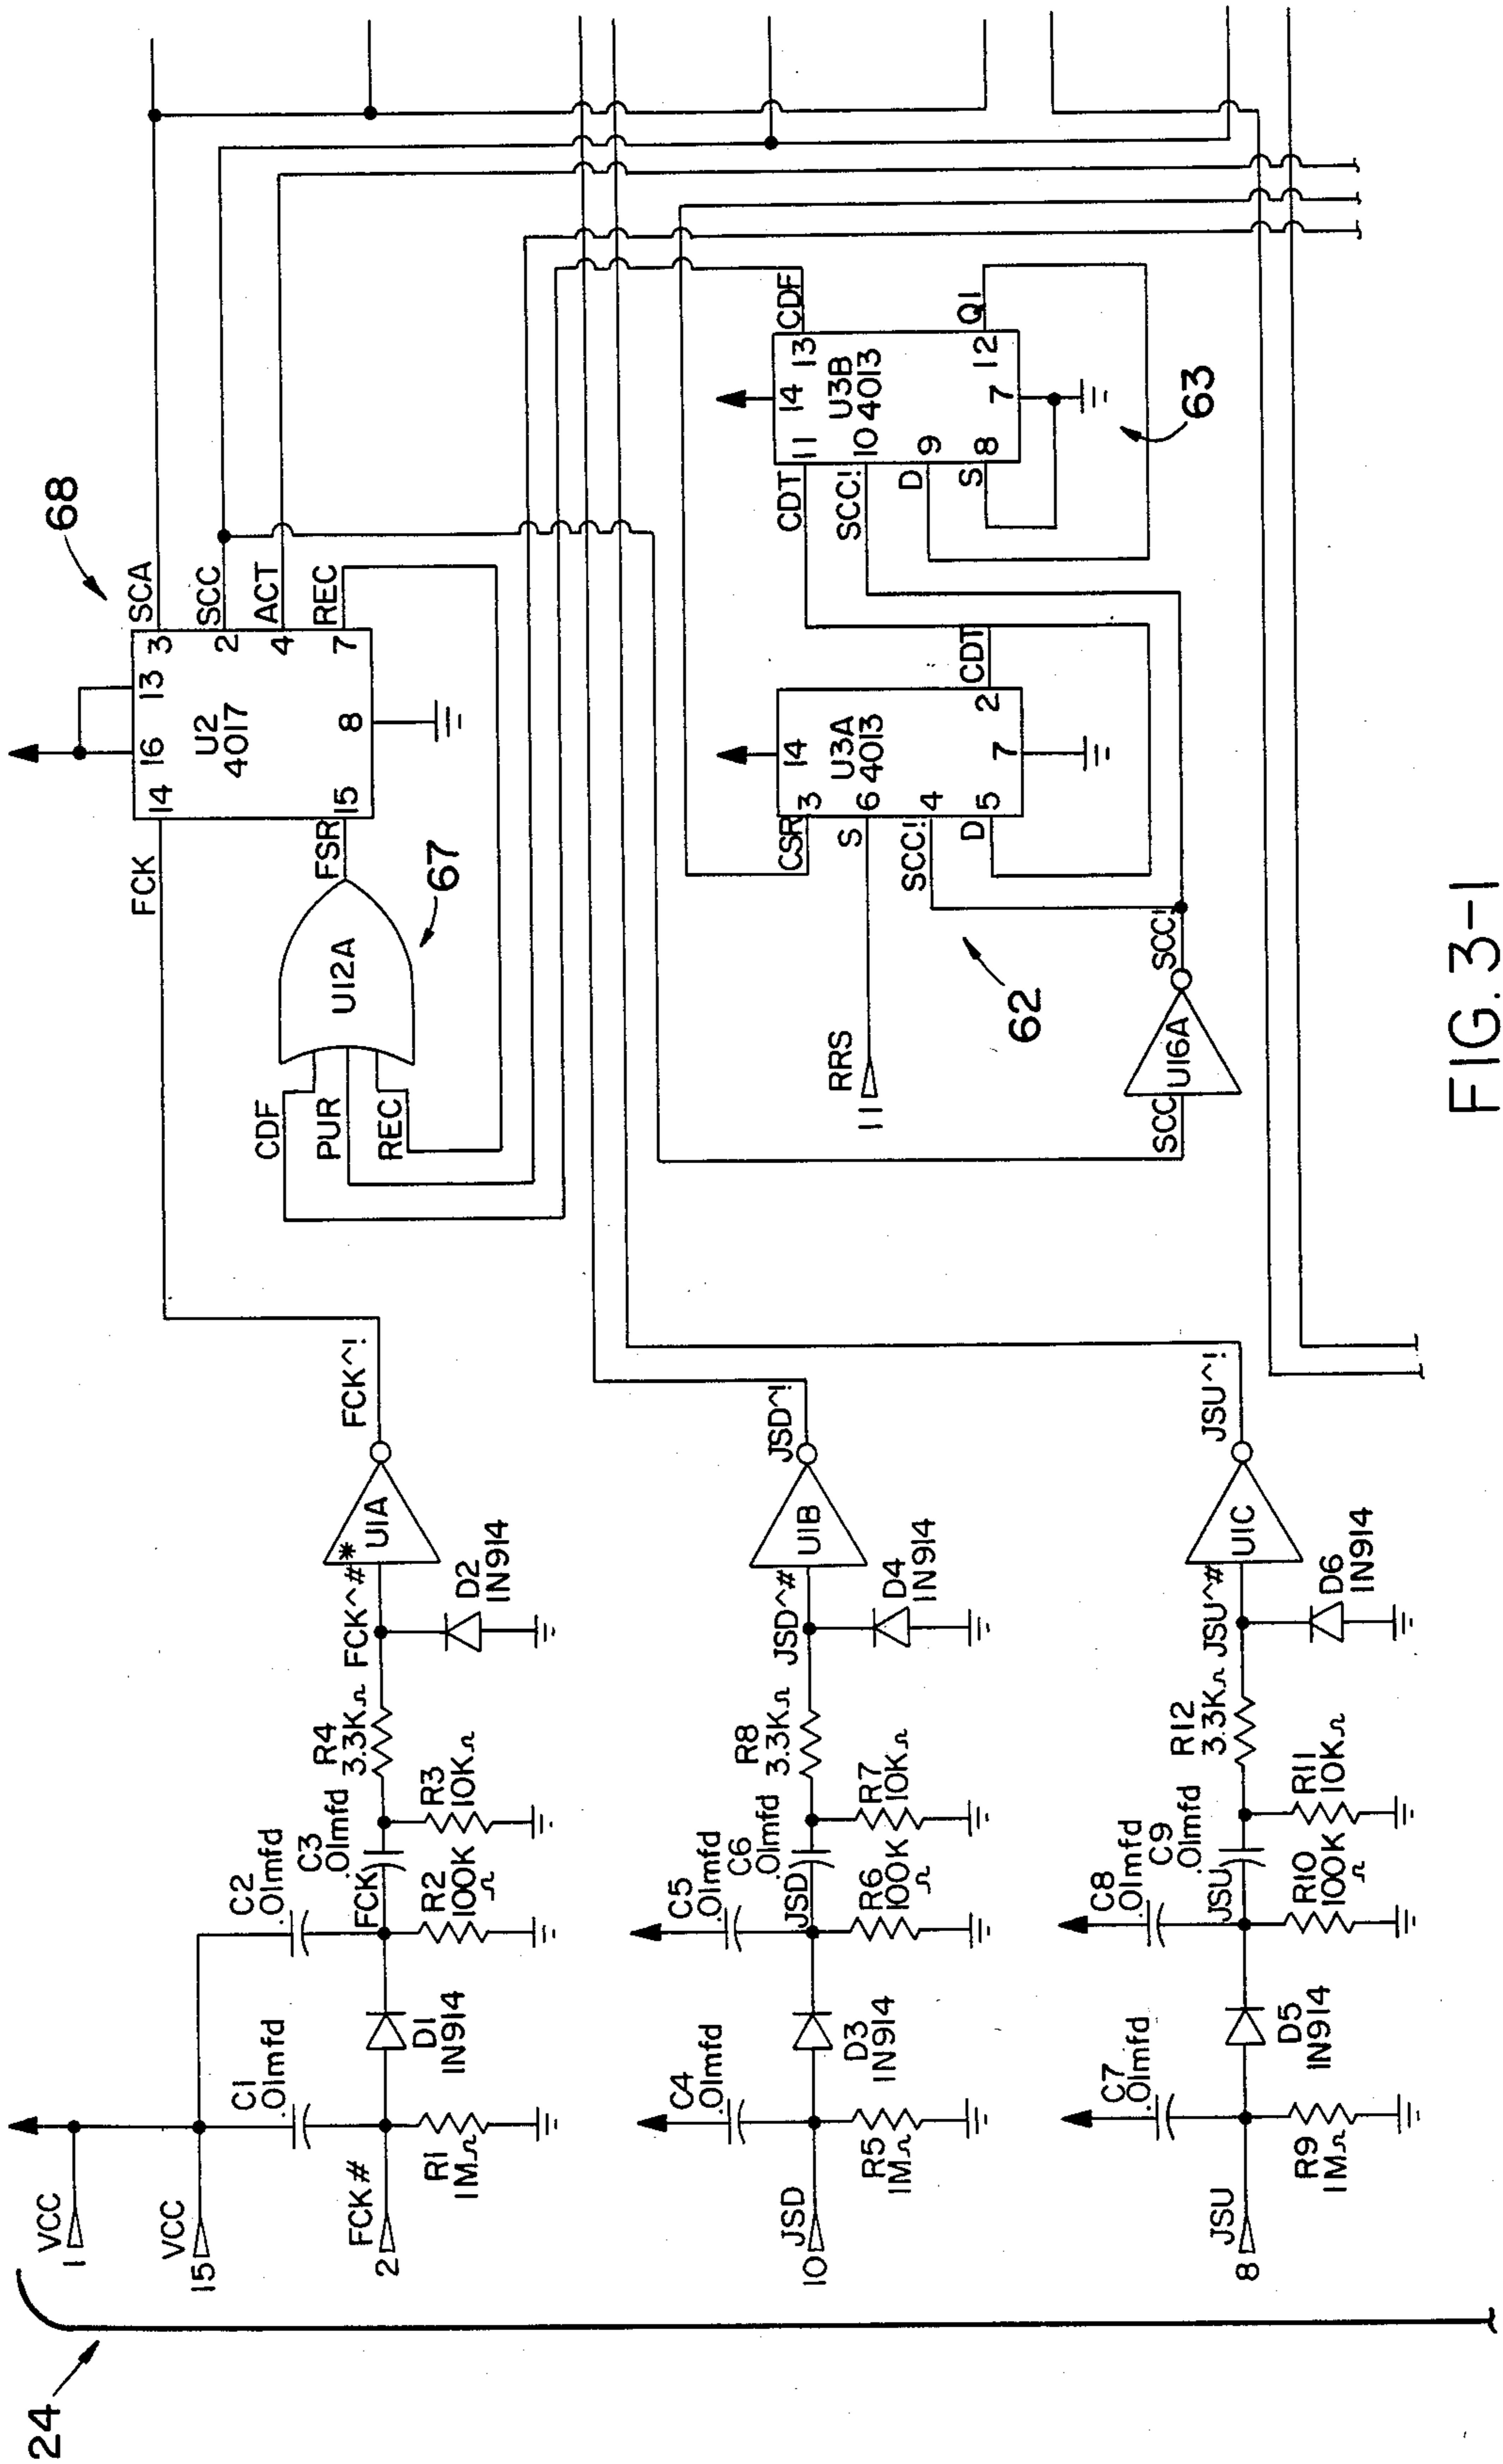 24
VCC
1
VCC
15
FCK#
2
C1
.01mfd
R1
1MΩ
D1
1N914
C2
.01mfd
FCK
R2
100K
Ω
C3
.01mfd
R3
10KΩ
R4
3.3KΩ
FCK^#
*
U1A
D2
1N914
FCK^!
FCK
JSD
10
C4
.01mfd
R5
1MΩ
D3
1N914
C5
.01mfd
JSD
R6
100K
Ω
C6
.01mfd
R7
10KΩ
R8
3.3KΩ
JSD^#
U1B
D4
1N914
JSD^!
JSU
8
C7
.01mfd
R9
1MΩ
D5
1N914
C8
.01mfd
JSU
R10
100K
Ω
C9
.01mfd
R11
10KΩ
R12
3.3KΩ
JSU^#
U1C
D6
1N914
JSU^!
CDF
PUR
REC
U12A
FSR
67
14
16
13
15
U2
4017
8
3
2
4
7
SCA
SCC
ACT
REC
68
RRS
11
62
CSR
S
SCC!
D
3
6
4
5
14
U3A
4013
7
2
CDT
SCC
U16A
SCC!
CDT
SCC!
D
S
11
10
9
8
14
U3B
4013
7
13
12
CDF
Q1
63
FIG. 3-1